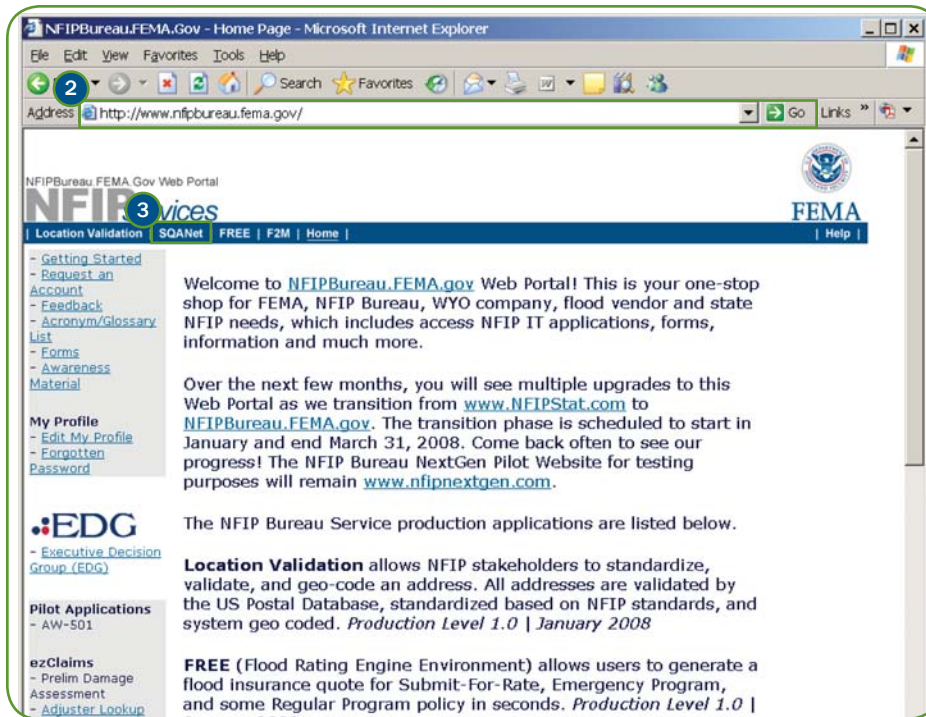 NFIPBureau.FEMA.Gov - Home Page - Microsoft Internet Explorer
File Edit View Favorites Tools Help
2
Search Favorites
Address http://www.nfipbureau.fema.gov/ Go Links »
NFIPBureau.FEMA.Gov Web Portal
NFIP
3
FEMA
| Location Validation | SQANet FREE | F2M | Home | | Help |
- Getting Started
- Request an
Account
- Feedback
- Acronym/Glossary
List
- Forms
- Awareness
Material
My Profile
- Edit My Profile
- Forgotten
Password
EDG
- Executive Decision
Group (EDG)
Pilot Applications
- AW-501
ezClaims
- Prelim Damage
Assessment
- Adjuster Lookup
Welcome to NFIPBureau.FEMA.gov Web Portal! This is your one-stop
shop for FEMA, NFIP Bureau, WYO company, flood vendor and state
NFIP needs, which includes access NFIP IT applications, forms,
information and much more.
Over the next few months, you will see multiple upgrades to this
Web Portal as we transition from www.NFIPStat.com to
NFIPBureau.FEMA.gov. The transition phase is scheduled to start in
January and end March 31, 2008. Come back often to see our
progress! The NFIP Bureau NextGen Pilot Website for testing
purposes will remain www.nfipnextgen.com.
The NFIP Bureau Service production applications are listed below.
Location Validation allows NFIP stakeholders to standardize,
validate, and geo-code an address. All addresses are validated by
the US Postal Database, standardized based on NFIP standards, and
system geo coded. Production Level 1.0 | January 2008
FREE (Flood Rating Engine Environment) allows users to generate a
flood insurance quote for Submit-For-Rate, Emergency Program,
and some Regular Program policy in seconds. Production Level 1.0 |